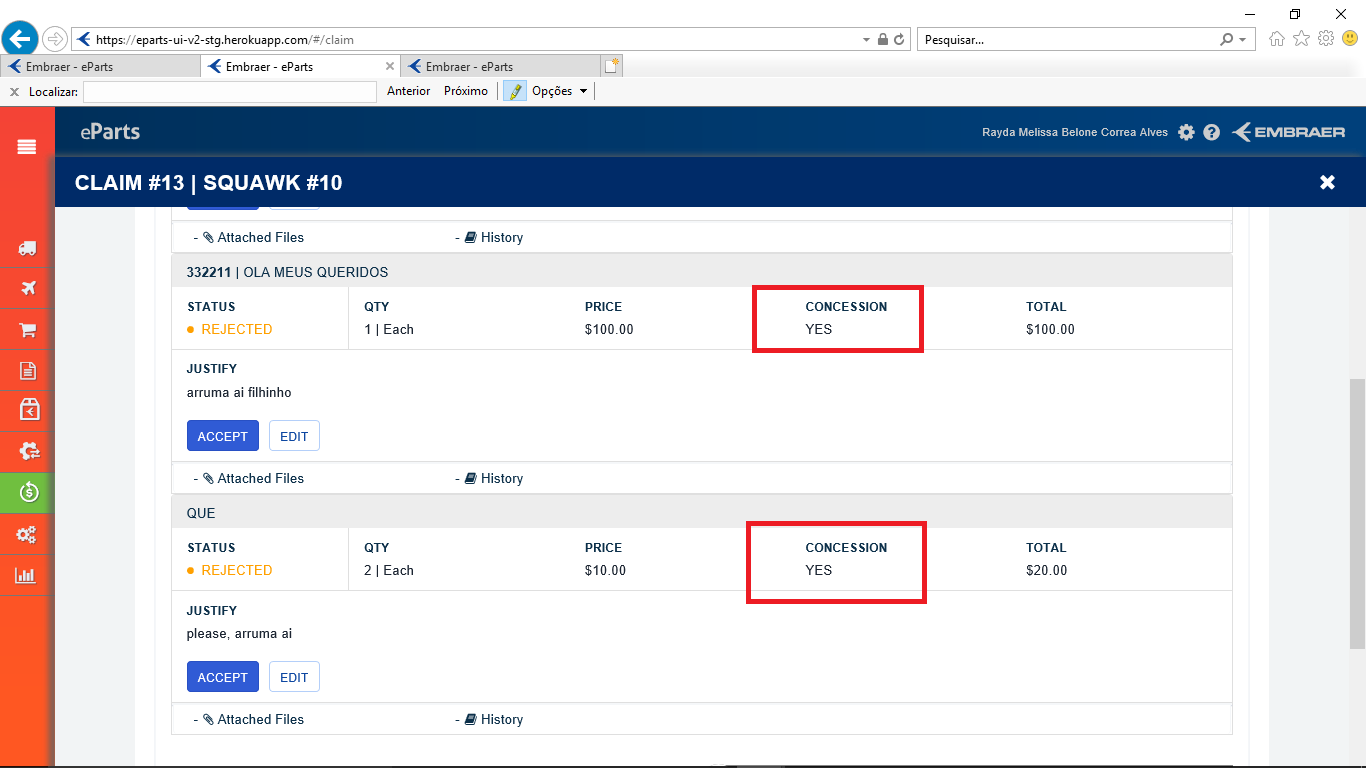 https://eparts-ui-v2-stg.herokuapp.com/#/claim
Pesquisar...
Embraer - eParts
Embraer - eParts
Embraer - eParts
Localizar:
Anterior Próximo Opções
eParts
Rayda Melissa Belone Correa Alves
EMBRAER
CLAIM #13 | SQUAWK #10
- Attached Files - History
332211 | OLA MEUS QUERIDOS
STATUS QTY PRICE CONCESSION TOTAL
REJECTED 1 | Each $100.00 YES $100.00
JUSTIFY
arruma ai filhinho
ACCEPT EDIT
- Attached Files - History
QUE
STATUS QTY PRICE CONCESSION TOTAL
REJECTED 2 | Each $10.00 YES $20.00
JUSTIFY
please, arruma ai
ACCEPT EDIT
- Attached Files - History